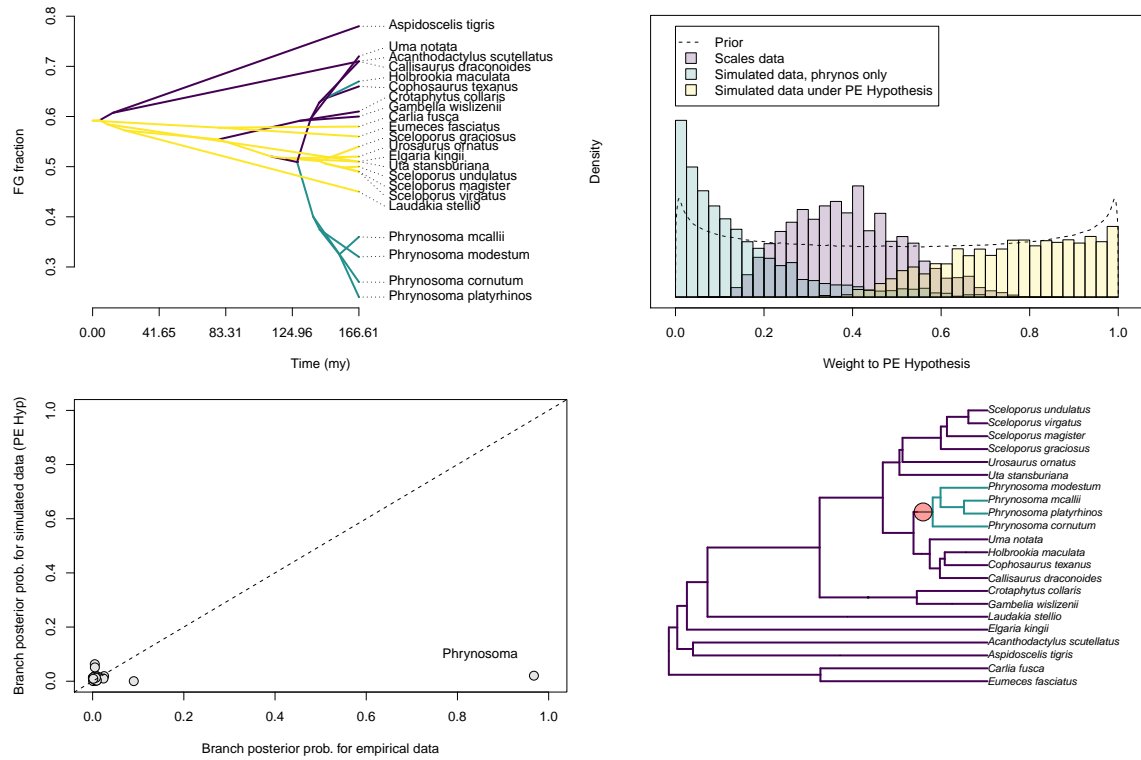 0.8
0.7
0.6
0.5
0.4
0.3
FG fraction
Aspidoscelis tigris
Uma notata
Acanthodactylus scutellatus
Callisaurus draconoides
Holbrookia maculata
Cophosaurus texanus
Crotaphytus collaris
Gambelia wislizenii
Carlia fusca
Eumeces fasciatus
Sceloporus graciosus
Urosaurus ornatus
Elgaria kingii
Uta stansburiana
Sceloporus undulatus
Sceloporus magister
Sceloporus virgatus
Laudakia stellio
Phrynosoma mcallii
Phrynosoma modestum
Phrynosoma cornutum
Phrynosoma platyrhinos
0.00 41.65 83.31 124.96 166.61
Time (my)
Density
Prior
Scales data
Simulated data, phrynos only
Simulated data under PE Hypothesis
0.0 0.2 0.4 0.6 0.8 1.0
Weight to PE Hypothesis
Branch posterior prob. for simulated data (PE Hyp)
1.0
0.8
0.6
0.4
0.2
0.0
Phrynosoma
0.0 0.2 0.4 0.6 0.8 1.0
Branch posterior prob. for empirical data
Sceloporus undulatus
Sceloporus virgatus
Sceloporus magister
Sceloporus graciosus
Urosaurus ornatus
Uta stansburiana
Phrynosoma modestum
Phrynosoma mcallii
Phrynosoma platyrhinos
Phrynosoma cornutum
Uma notata
Holbrookia maculata
Cophosaurus texanus
Callisaurus draconoides
Crotaphytus collaris
Gambelia wislizenii
Laudakia stellio
Elgaria kingii
Acanthodactylus scutellatus
Aspidoscelis tigris
Carlia fusca
Eumeces fasciatus